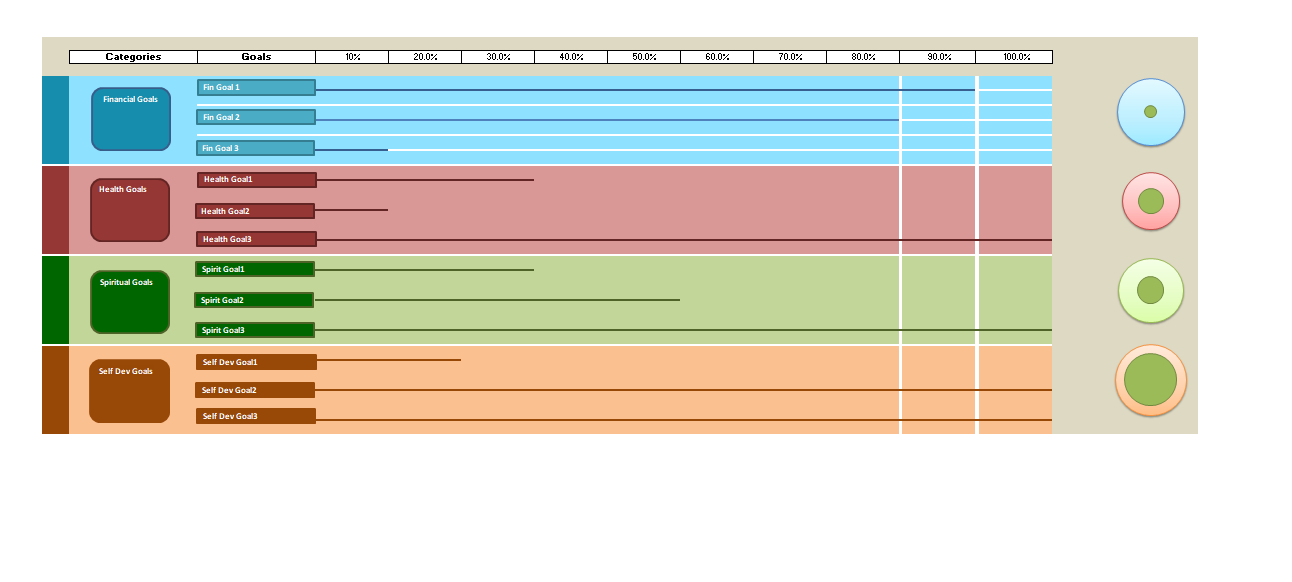 Categories Goals 10% 20.0% 30.0% 40.0% 50.0% 60.0% 70.0% 80.0% 90.0% 100.0%
Financial Goals
Fin Goal 1
Fin Goal 2
Fin Goal 3
Health Goals
Health Goal1
Health Goal2
Health Goal3
Spiritual Goals
Spirit Goal1
Spirit Goal2
Spirit Goal3
Self Dev Goals
Self Dev Goal1
Self Dev Goal2
Self Dev Goal3